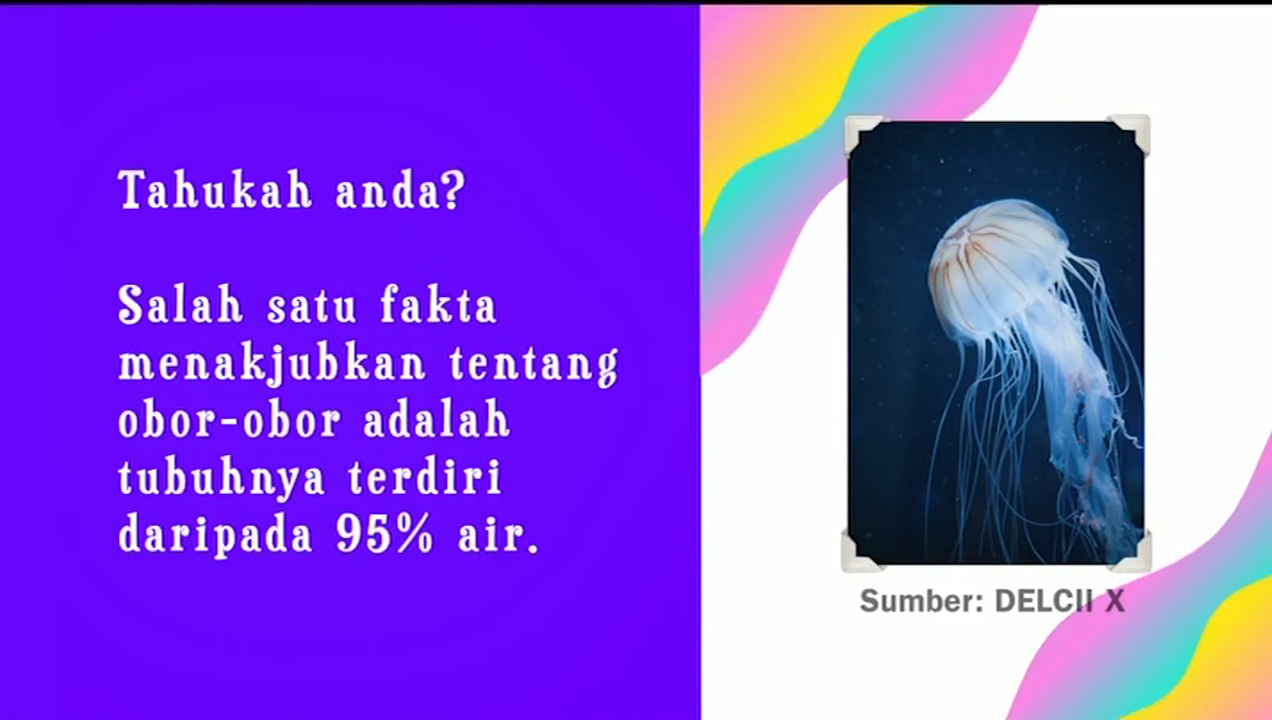 Tahukah anda?
Salah satu fakta
menakjubkan tentang
obor-obor adalah
tubuhnya terdiri
daripada 95% air.
Sumber: DELCII X